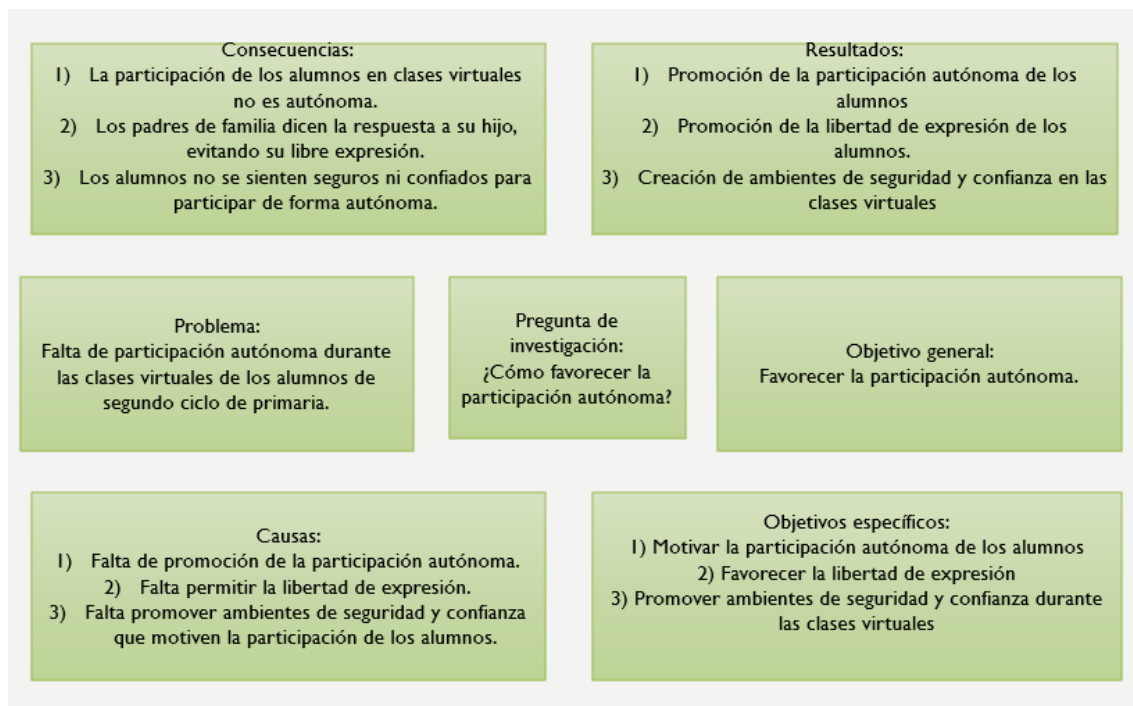 Consecuencias:
1) La participación de los alumnos en clases virtuales
no es autónoma.
2) Los padres de familia dicen la respuesta a su hijo,
evitando su libre expresión.
3) Los alumnos no se sienten seguros ni confiados para
participar de forma autónoma.
Resultados:
1) Promoción de la participación autónoma de los
alumnos
2) Promoción de la libertad de expresión de los
alumnos.
3) Creación de ambientes de seguridad y confianza en las
clases virtuales
Problema:
Falta de participación autónoma durante
las clases virtuales de los alumnos de
segundo ciclo de primaria.
Pregunta de
investigación:
¿Cómo favorecer la
participación autónoma?
Objetivo general:
Favorecer la participación autónoma.
Causas:
1) Falta de promoción de la participación autónoma.
2) Falta permitir la libertad de expresión.
3) Falta promover ambientes de seguridad y confianza
que motiven la participación de los alumnos.
Objetivos específicos:
1) Motivar la participación autónoma de los alumnos
2) Favorecer la libertad de expresión
3) Promover ambientes de seguridad y confianza durante
las clases virtuales